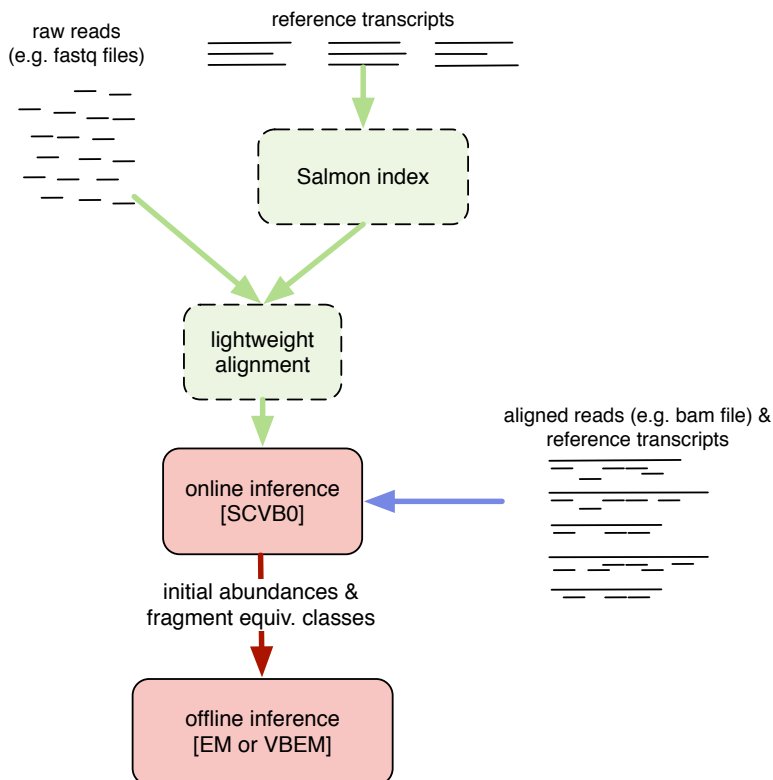 raw reads
(e.g. fastq files)
reference transcripts
Salmon index
lightweight
alignment
aligned reads (e.g. bam file) &
reference transcripts
online inference
[SCVB0]
initial abundances &
fragment equiv. classes
offline inference
[EM or VBEM]